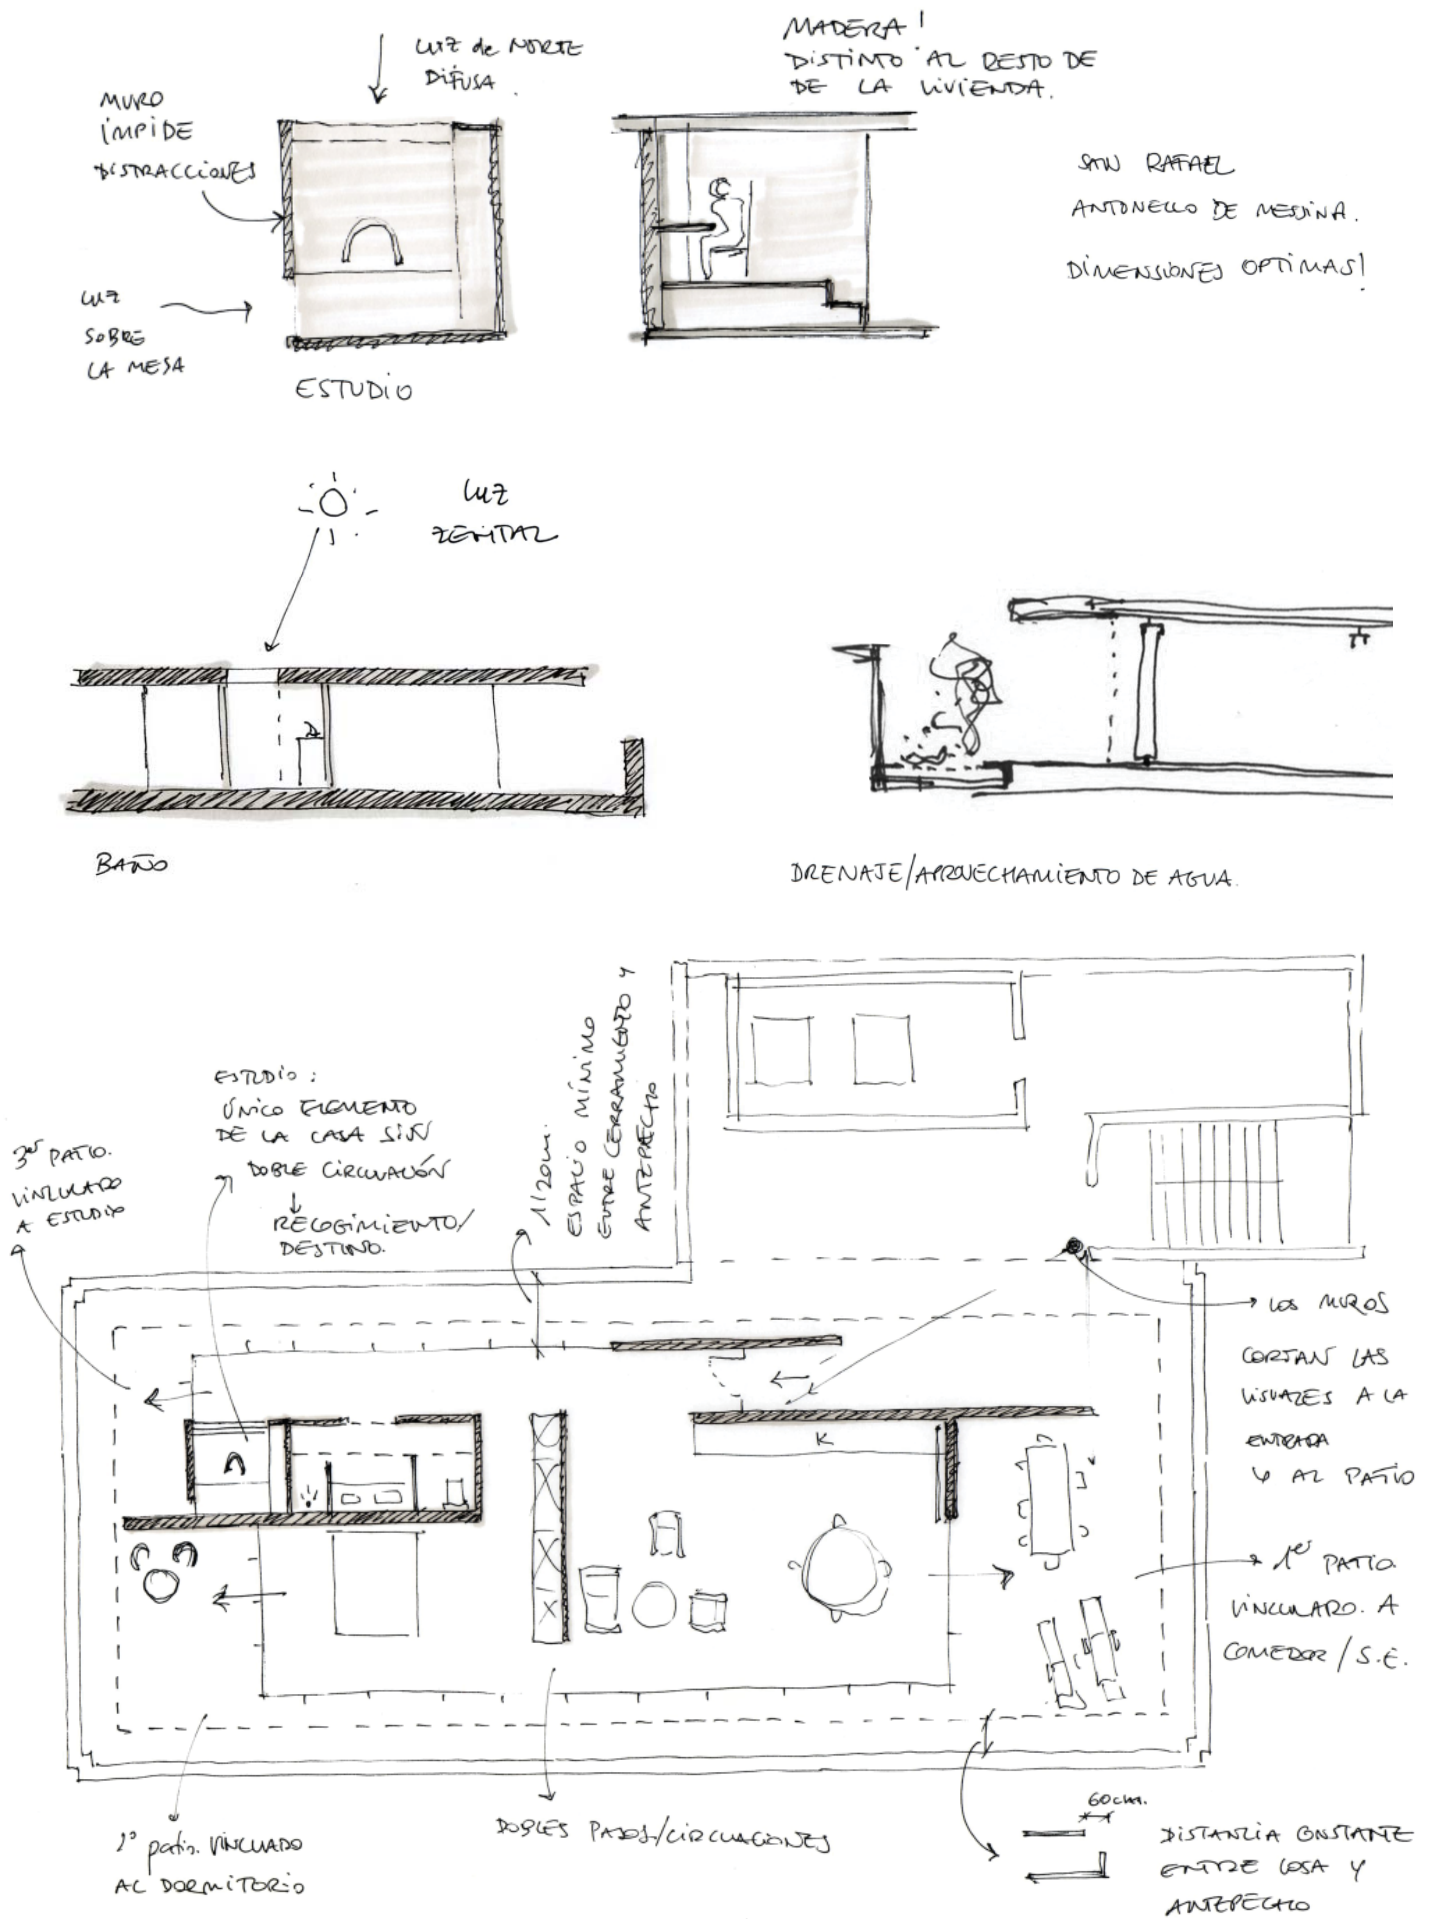 LUZ de NORTE
DIFUSA.
MURO
IMPIDE
DISTRACCIONES
LUZ
SOBRE
LA MESA
ESTUDIO
MADERA!
DISTINTO AL RESTO DE
DE LA VIVIENDA.
SAN RAFAEL
ANTONELLO DE MESSINA.
DIMENSIONES OPTIMAS!
LUZ
ZENITAL
BAÑO
DRENAJE/APROVECHAMIENTO DE AGUA.
ESTUDIO:
ÚNICO ELEMENTO
DE LA CASA SIN
DOBLE CIRCULACIÓN
RECOGIMIENTO/
DESTINO.
3er PATIO.
VINCULADO
A ESTUDIO
1'20m.
ESPACIO MÍNIMO
ENTRE CERRAMIENTO Y
ANTEPECHO
K
LOS MUROS
CORTAN LAS
VISUALES A LA
ENTRADA
Y AL PATIO
1er PATIO.
VINCULADO. A
COMEDOR / S.E.
2º patio. VINCULADO
AL DORMITORIO
DOBLES PASOS/CIRCULACIONES
60cm.
DISTANCIA CONSTANTE
ENTRE LOSA Y
ANTEPECHO